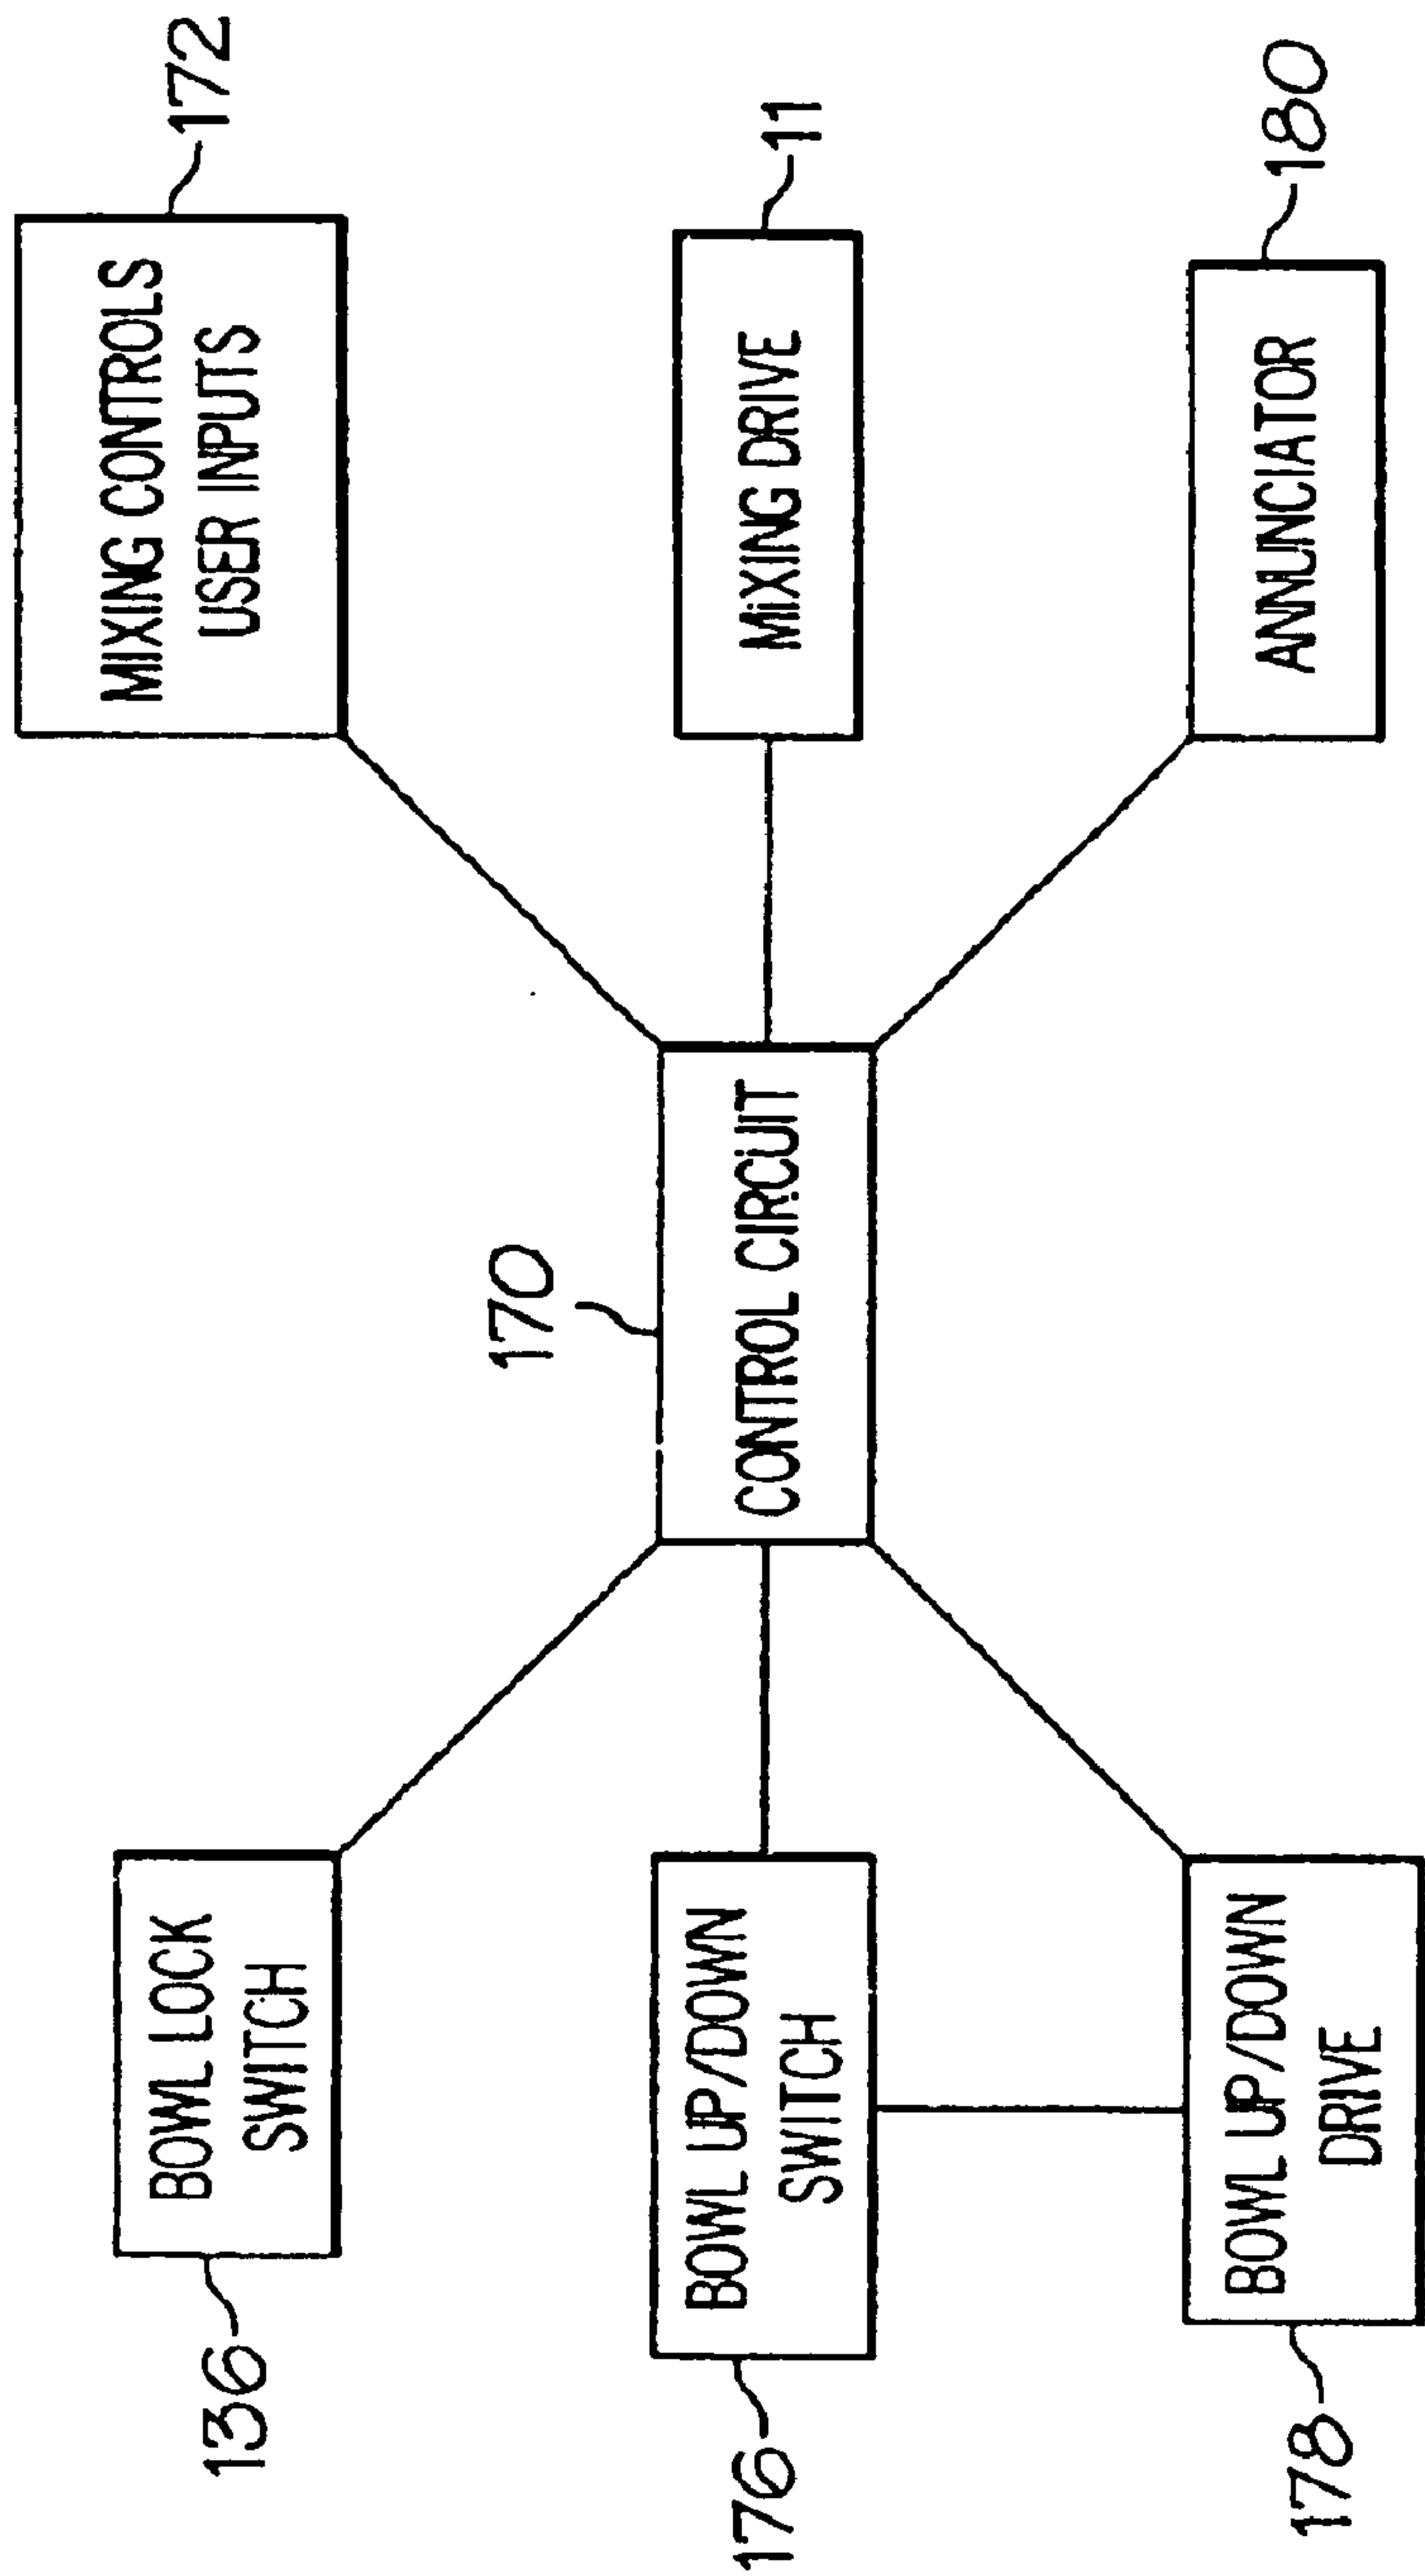 136
BOWL LOCK
SWITCH
MIXING CONTROLS
USER INPUTS
172
170
176
BOWL UP/DOWN
SWITCH
CONTROL CIRCUIT
MIXING DRIVE
11
178
BOWL UP/DOWN
DRIVE
ANNUNCIATOR
180